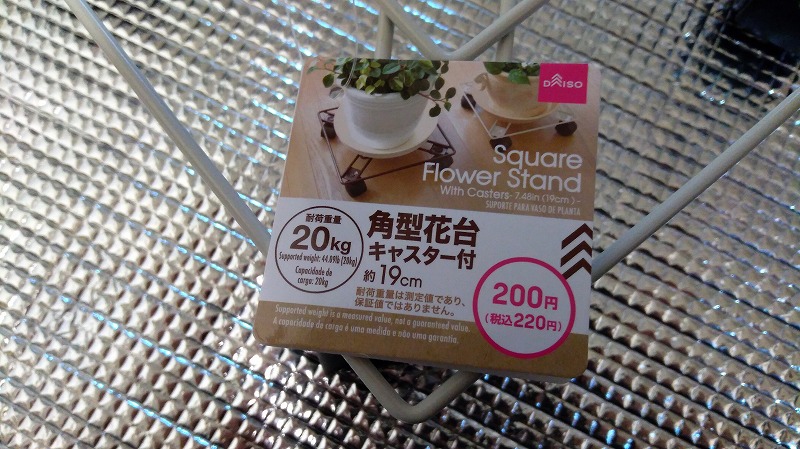 DAISO
Square
Flower Stand
With Casters- 7.48in (19cm) -
SUPORTE PARA VASO DE PLANTA
耐荷重量
20kg
Supported weight: 44.09lb (20kg)
Capacidade de
carga: 20kg
角型花台
キャスター付
約19cm
耐荷重量は測定値であり、
保証値ではありません。
200円
(税込220円)
Supported weight is a measured value, not a guaranteed value.
A capacidade de carga é uma medida e não uma garantia.